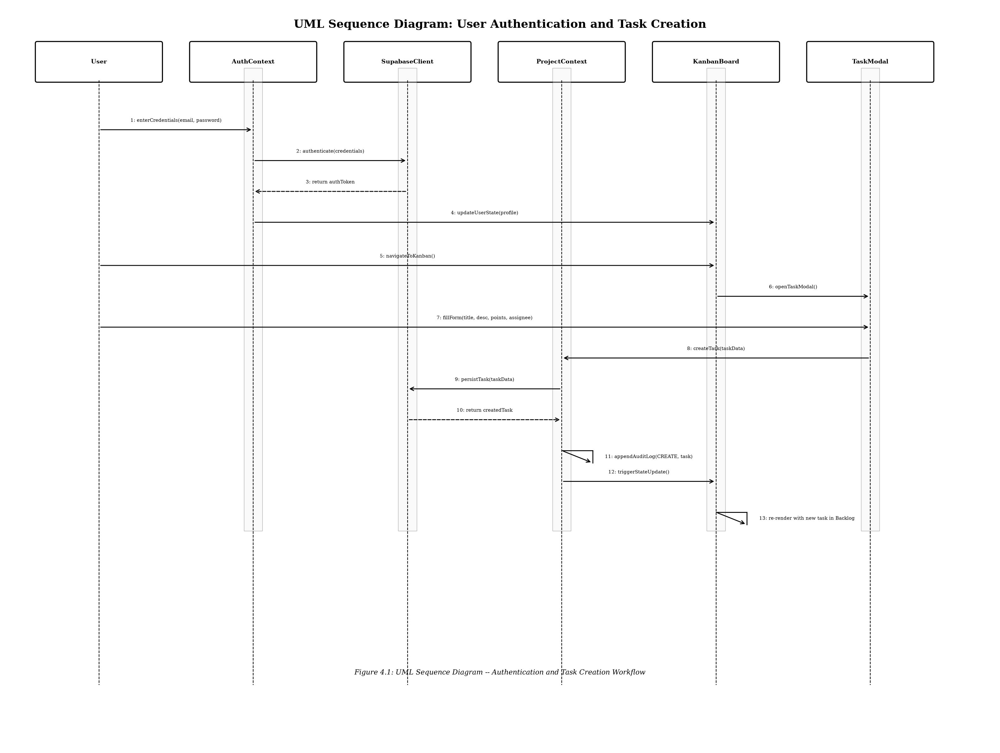 UML Sequence Diagram: User Authentication and Task Creation
User
AuthContext
SupabaseClient
ProjectContext
KanbanBoard
TaskModal
1: enterCredentials(email, password)
2: authenticate(credentials)
3: return authToken
4: updateUserState(profile)
5: navigateToKanban()
6: openTaskModal()
7: fillForm(title, desc, points, assignee)
8: createTask(taskData)
9: persistTask(taskData)
10: return createdTask
11: appendAuditLog(CREATE, task)
12: triggerStateUpdate()
13: re-render with new task in Backlog
Figure 4.1: UML Sequence Diagram -- Authentication and Task Creation Workflow